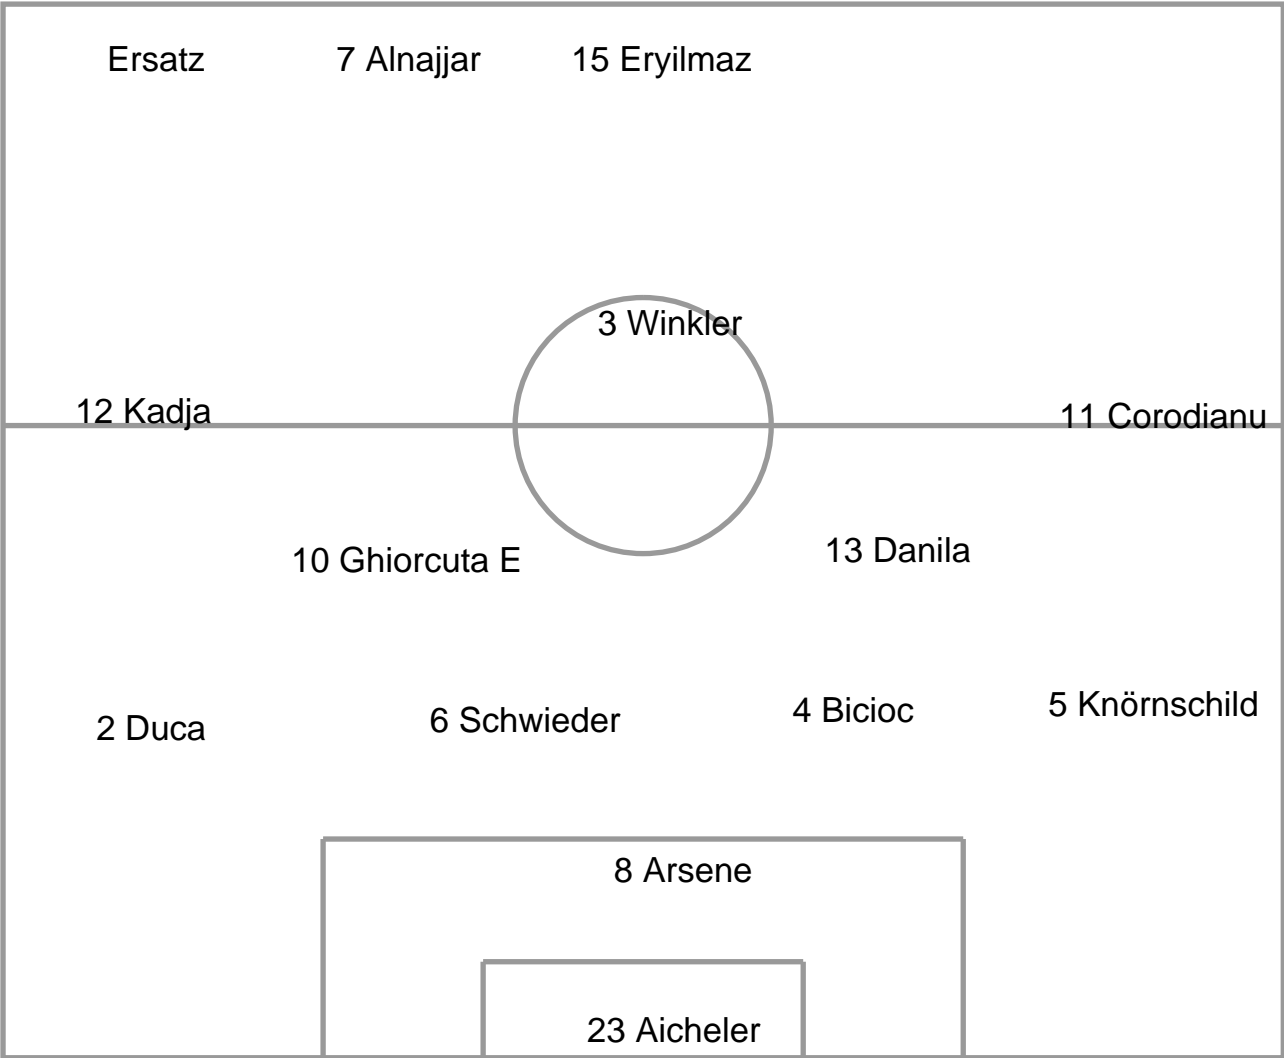 Ersatz 7 Alnajjar 15 Eryilmaz
3 Winkler
12 Kadja 11 Corodianu
10 Ghiorcuta E 13 Danila
2 Duca 6 Schwieder 4 Bicioc 5 Knörnschild
8 Arsene
23 Aicheler